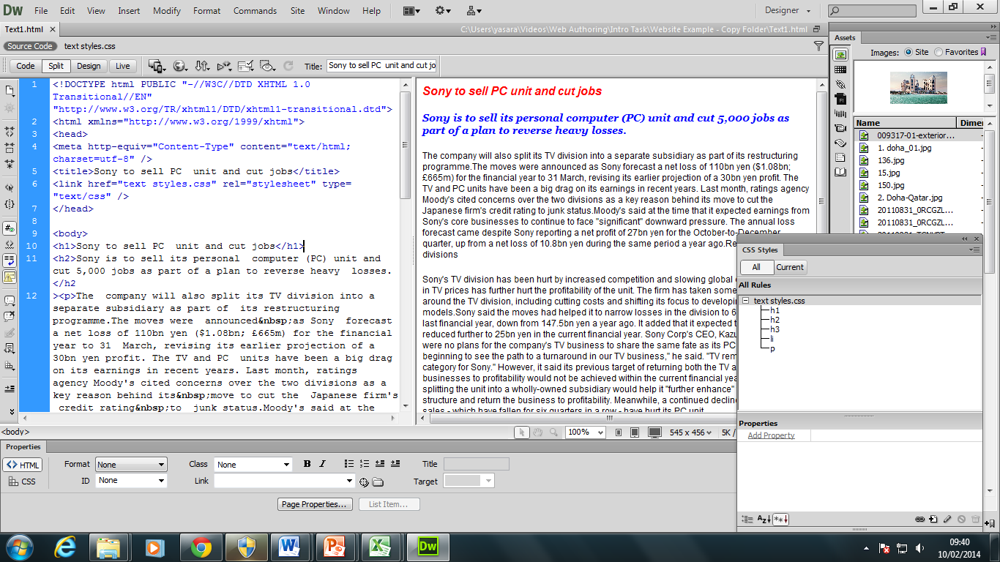 Dw File Edit View Insert Modify Format Commands Site Window Help Designer
Text1.html × C:\Users\yasara\Videos\Web Authoring\Intro Task\Website Example - Copy Folder\Text1.html
Source Code text styles.css
Code Split Design Live Title: Sony to sell PC unit and cut jo
1 <!DOCTYPE html PUBLIC "-//W3C//DTD XHTML 1.0
Transitional//EN"
"http://www.w3.org/TR/xhtml1/DTD/xhtml1-transitional.dtd">
2 <html xmlns="http://www.w3.org/1999/xhtml">
3 <head>
4 <meta http-equiv="Content-Type" content="text/html;
charset=utf-8" />
5 <title>Sony to sell PC  unit and cut jobs</title>
6 <link href="text styles.css" rel="stylesheet" type=
"text/css" />
7 </head>
8
9 <body>
10 <h1>Sony to sell PC  unit and cut jobs</h1>
11 <h2>Sony is to sell its personal  computer (PC) unit and
cut 5,000 jobs as part of a plan to reverse heavy  losses.
</h2
12 ><p>The  company will also split its TV division into a
separate subsidiary as part of  its restructuring
programme.The moves were  announced&nbsp;as Sony  forecast
a net loss of 110bn yen ($1.08bn; £665m) for the financial
year to 31  March, revising its earlier projection of a
30bn yen profit. The TV and PC  units have been a big drag
on its earnings in recent years. Last month, ratings
agency Moody's cited concerns over the two divisions as a
key reason behind its&nbsp;move to cut the  Japanese firm's
credit rating&nbsp;to  junk status.Moody's said at the
Sony to sell PC unit and cut jobs
Sony is to sell its personal computer (PC) unit and cut 5,000 jobs as
part of a plan to reverse heavy losses.
The company will also split its TV division into a separate subsidiary as part of its restructuring
programme.The moves were announced as Sony forecast a net loss of 110bn yen ($1.08bn;
£665m) for the financial year to 31 March, revising its earlier projection of a 30bn yen profit. The
TV and PC units have been a big drag on its earnings in recent years. Last month, ratings agency
Moody's cited concerns over the two divisions as a key reason behind its move to cut the
Japanese firm's credit rating to junk status.Moody's said at the time that it expected earnings from
Sony's core businesses to continue to face "significant" downward pressure. The annual loss
forecast came despite Sony reporting a net profit of 27bn yen for the October-to-December
quarter, up from a net loss of 10.8bn yen during the same period a year ago.Re
divisions
Sony's TV division has been hurt by increased competition and slowing global
in TV prices has further hurt the profitability of the unit. The firm has taken some
around the TV division, including cutting costs and shifting its focus to developin
models.Sony said the moves had helped it to narrow losses in the division to 6
last financial year, down from 147.5bn yen a year ago. It added that it expected t
reduced further to 25bn yen in the current financial year. Sony Corp's CEO, Kazu
were no plans for the company's TV business to share the same fate as its PC
beginning to see the path to a turnaround in our TV business," he said. "TV rem
category for Sony." However, it said its previous target of returning both the TV a
businesses to profitability would not be achieved within the current financial yea
splitting the unit into a wholly-owned subsidiary would help it "further enhance"
structure and return the business to profitability. Meanwhile, a continued decline
sales - which have fallen for six quarters in a row - have hurt its PC unit
Assets
Images: Site Favorites
Name Dimer
009317-01-exterior...
1. doha_01.jpg
136.jpg
15.jpg
150.jpg
2. Doha-Qatar.jpg
20110831_0RCGZL...
20110831_0RCGZL...
CSS Styles
All Current
All Rules
text styles.css
h1
h2
h3
li
p
Properties
Add Property
<body> 100% 545 x 456 5K /
Properties
<> HTML Format None Class None B I Title
CSS ID None Link Target
Page Properties... List Item...
09:40
10/02/2014